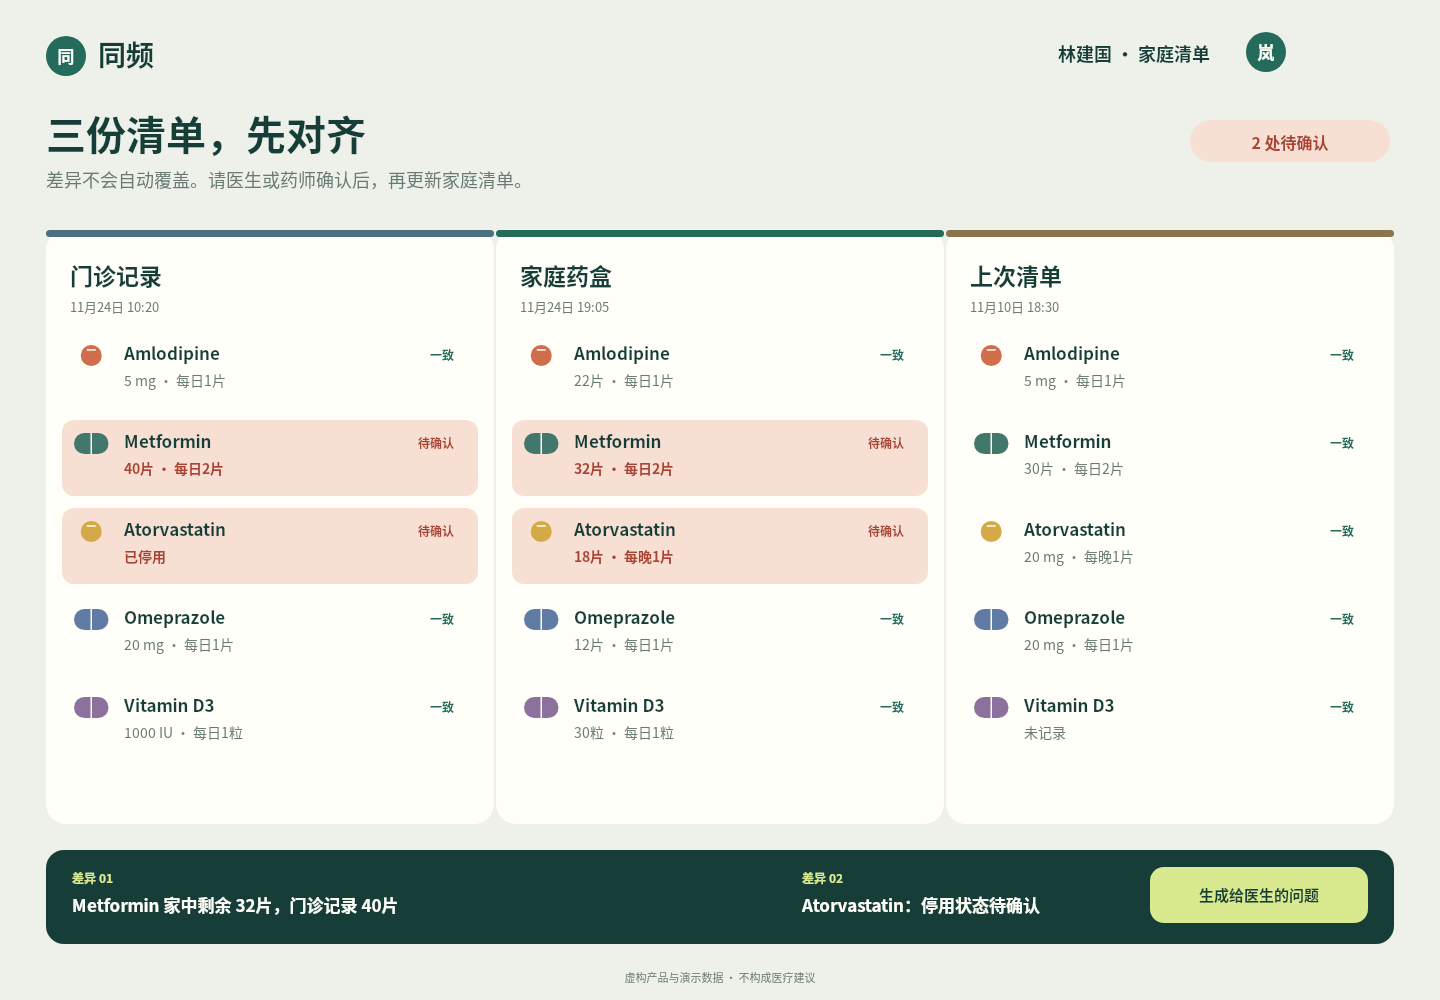 同 同频
林建国 · 家庭清单 岚
三份清单，先对齐
2 处待确认
差异不会自动覆盖。请医生或药师确认后，再更新家庭清单。
门诊记录
11月24日 10:20
Amlodipine 一致
5 mg · 每日1片
Metformin 待确认
40片 · 每日2片
Atorvastatin 待确认
已停用
Omeprazole 一致
20 mg · 每日1片
Vitamin D3 一致
1000 IU · 每日1粒
家庭药盒
11月24日 19:05
Amlodipine 一致
22片 · 每日1片
Metformin 待确认
32片 · 每日2片
Atorvastatin 待确认
18片 · 每晚1片
Omeprazole 一致
12片 · 每日1片
Vitamin D3 一致
30粒 · 每日1粒
上次清单
11月10日 18:30
Amlodipine 一致
5 mg · 每日1片
Metformin 一致
30片 · 每日2片
Atorvastatin 一致
20 mg · 每晚1片
Omeprazole 一致
20 mg · 每日1片
Vitamin D3 一致
未记录
差异 01
Metformin 家中剩余 32片，门诊记录 40片
差异 02
Atorvastatin：停用状态待确认
生成给医生的问题
虚构产品与演示数据 · 不构成医疗建议